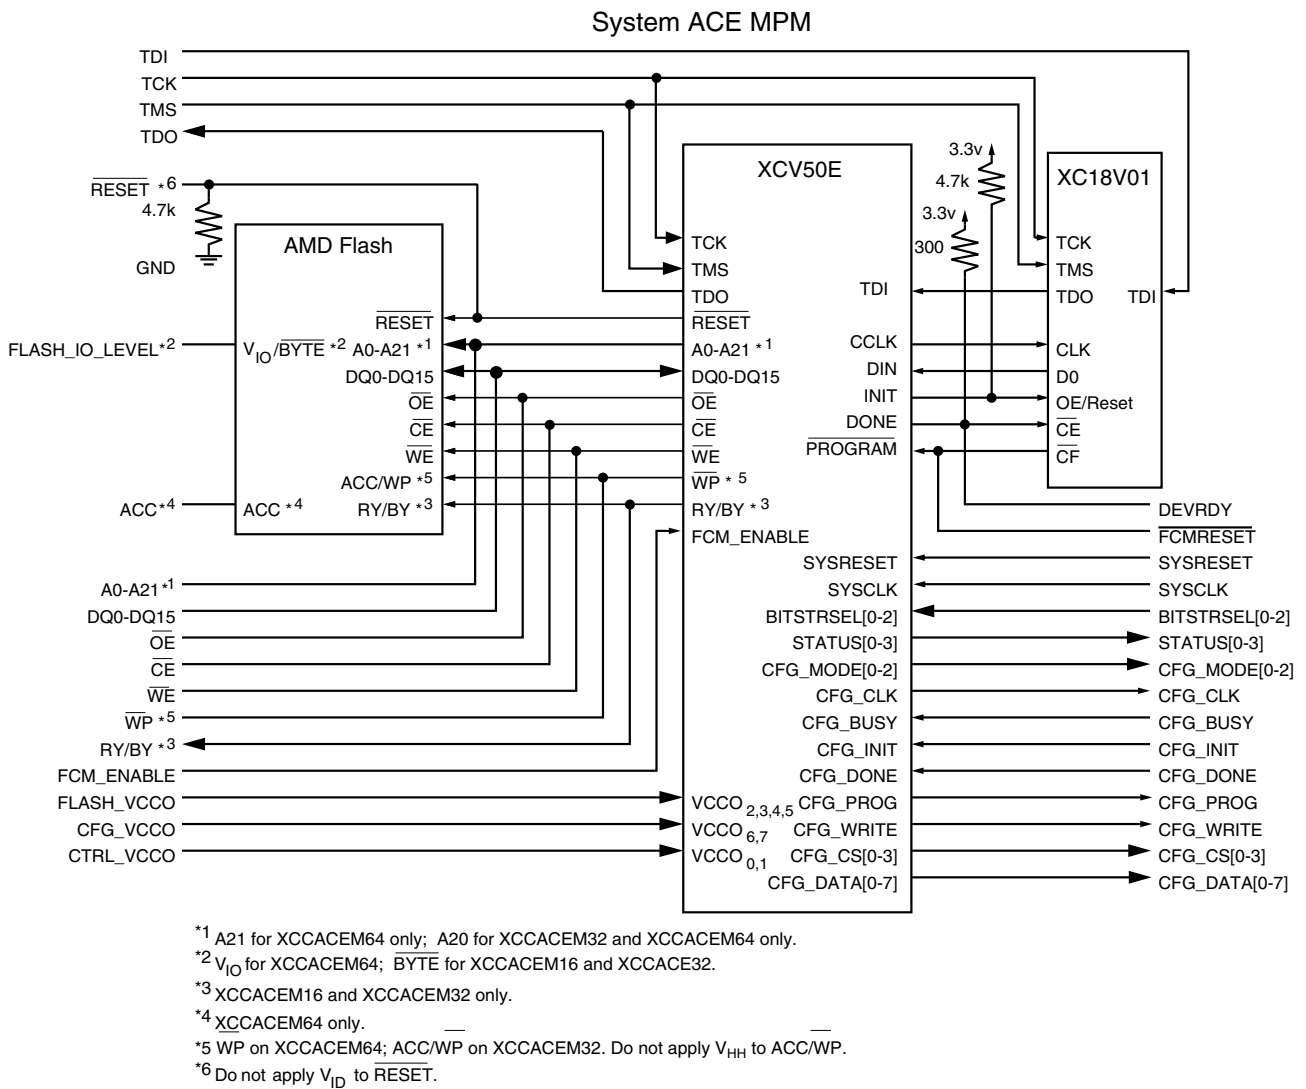 System ACE MPM
TDI
TCK
TMS
TDO
RESET *6
4.7k
GND
AMD Flash
RESET
FLASH_IO_LEVEL*2
VIO/BYTE *2
A0-A21 *1
DQ0-DQ15
OE
CE
WE
ACC/WP *5
ACC*4
ACC *4
RY/BY *3
A0-A21*1
DQ0-DQ15
OE
CE
WE
WP *5
RY/BY *3
FCM_ENABLE
FLASH_VCCO
CFG_VCCO
CTRL_VCCO
XCV50E
TCK
TMS
TDO
RESET
A0-A21 *1
DQ0-DQ15
OE
CE
WE
WP * 5
RY/BY * 3
FCM_ENABLE
VCCO 2,3,4,5
VCCO 6,7
VCCO 0,1
TDI
CCLK
DIN
INIT
DONE
PROGRAM
SYSRESET
SYSCLK
BITSTRSEL[0-2]
STATUS[0-3]
CFG_MODE[0-2]
CFG_CLK
CFG_BUSY
CFG_INIT
CFG_DONE
CFG_PROG
CFG_WRITE
CFG_CS[0-3]
CFG_DATA[0-7]
3.3v
4.7k
3.3v
300
XC18V01
TCK
TMS
TDO
TDI
CLK
D0
OE/Reset
CE
CF
DEVRDY
FCMRESET
SYSRESET
SYSCLK
BITSTRSEL[0-2]
STATUS[0-3]
CFG_MODE[0-2]
CFG_CLK
CFG_BUSY
CFG_INIT
CFG_DONE
CFG_PROG
CFG_WRITE
CFG_CS[0-3]
CFG_DATA[0-7]
*1 A21 for XCCACEM64 only; A20 for XCCACEM32 and XCCACEM64 only.
*2 VIO for XCCACEM64; BYTE for XCCACEM16 and XCCACE32.
*3 XCCACEM16 and XCCACEM32 only.
*4 XCCACEM64 only.
*5 WP on XCCACEM64; ACC/WP on XCCACEM32. Do not apply VHH to ACC/WP.
*6 Do not apply VID to RESET.